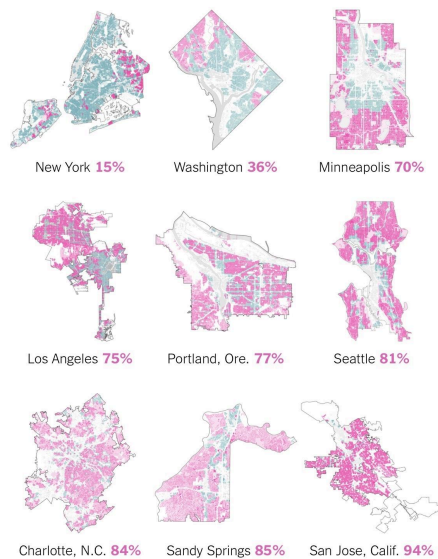 New York 15%
Washington 36%
Minneapolis 70%
Los Angeles 75%
Portland, Ore. 77%
Seattle 81%
Charlotte, N.C. 84%
Sandy Springs 85%
San Jose, Calif. 94%